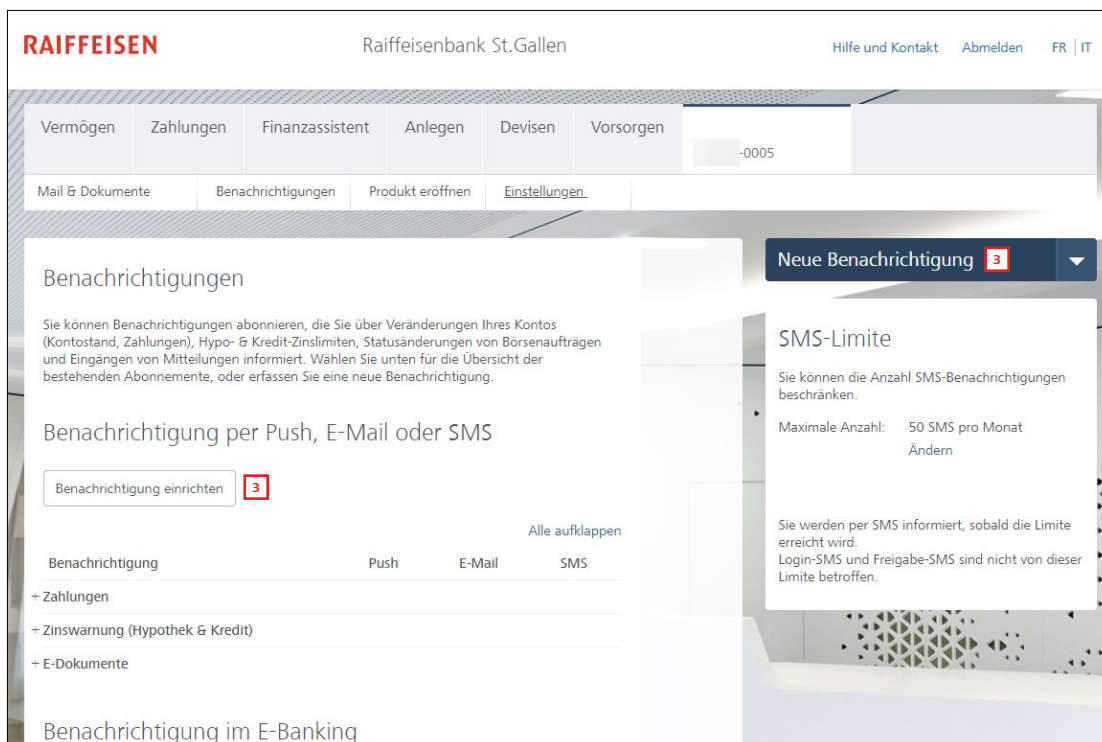 RAIFFEISEN
Raiffeisenbank St.Gallen
Hilfe und Kontakt Abmelden FR | IT
Vermögen Zahlungen Finanzassistent Anlegen Devisen Vorsorgen
-0005
Mail & Dokumente Benachrichtigungen Produkt eröffnen Einstellungen
Benachrichtigungen
Sie können Benachrichtigungen abonnieren, die Sie über Veränderungen Ihres Kontos
(Kontostand, Zahlungen), Hypo- & Kredit-Zinslimiten, Statusänderungen von Börsenaufträgen
und Eingängen von Mitteilungen informiert. Wählen Sie unten für die Übersicht der
bestehenden Abonnemente, oder erfassen Sie eine neue Benachrichtigung.
Benachrichtigung per Push, E-Mail oder SMS
Benachrichtigung einrichten 3
Alle aufklappen
Benachrichtigung Push E-Mail SMS
+ Zahlungen
+ Zinswarnung (Hypothek & Kredit)
+ E-Dokumente
Benachrichtigung im E-Banking
Neue Benachrichtigung 3
SMS-Limite
Sie können die Anzahl SMS-Benachrichtigungen
beschränken.
Maximale Anzahl: 50 SMS pro Monat
Ändern
Sie werden per SMS informiert, sobald die Limite
erreicht wird.
Login-SMS und Freigabe-SMS sind nicht von dieser
Limite betroffen.